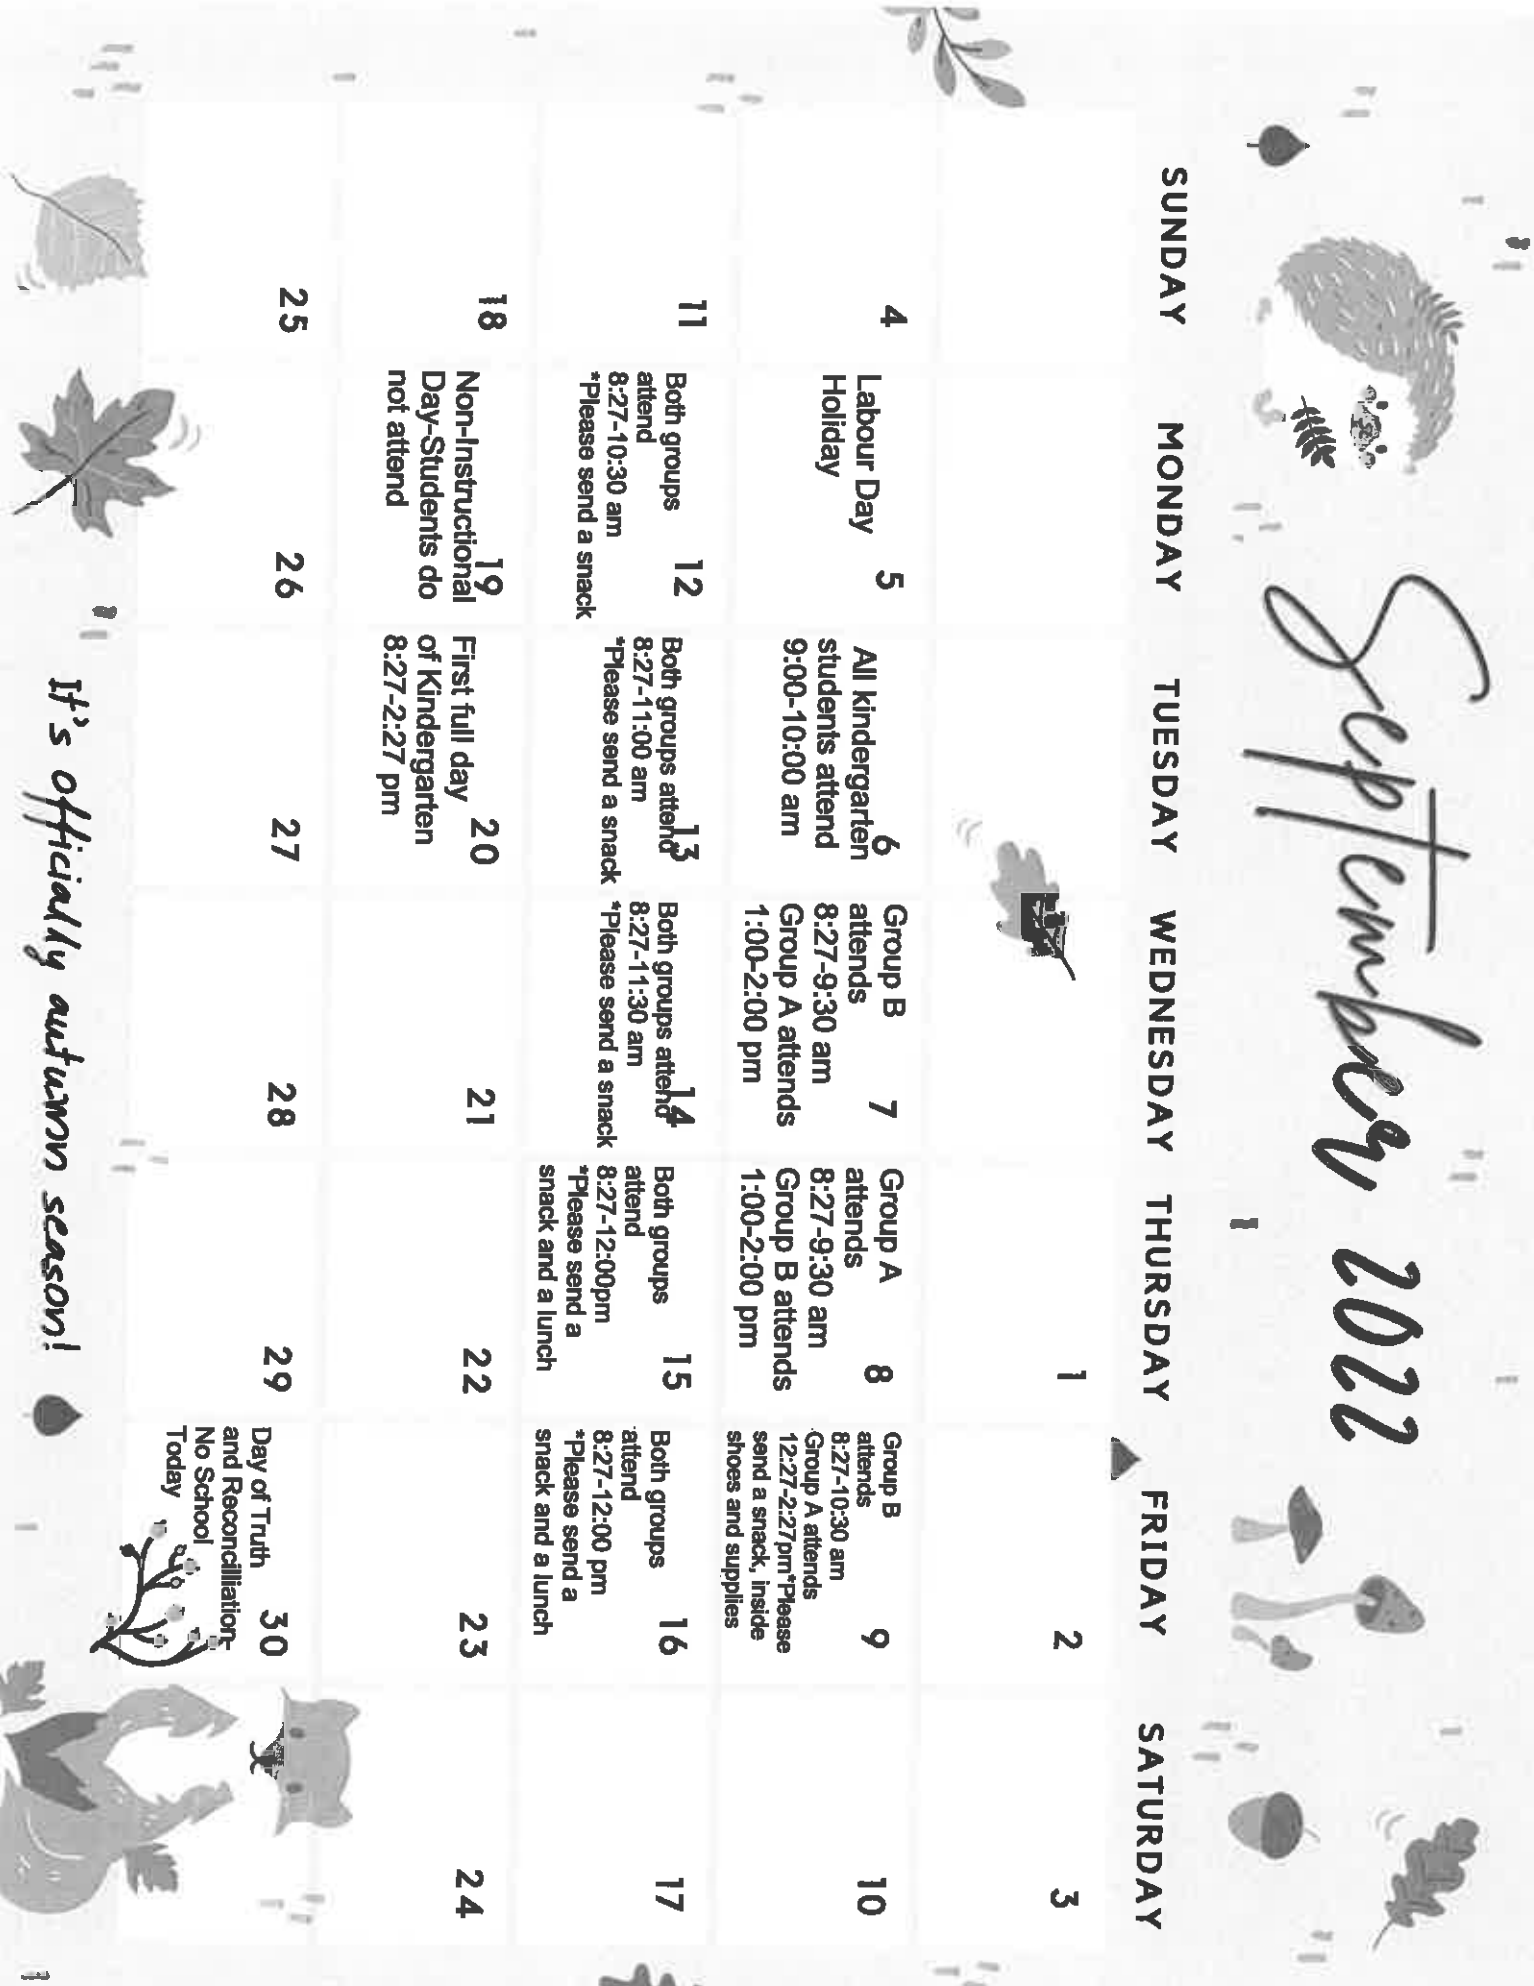 September 2022
SUNDAY MONDAY TUESDAY WEDNESDAY THURSDAY FRIDAY SATURDAY
1
2
3
4
5
Labour Day
Holiday
6
All kindergarten
students attend
9:00-10:00 am
7
Group B
attends
8:27-9:30 am
Group A attends
1:00-2:00 pm
8
Group A
attends
8:27-9:30 am
Group B attends
1:00-2:00 pm
9
Group B
attends
8:27-10:30 am
Group A attends
12:27-2:27pm*Please
send a snack, inside
shoes and supplies
10
11
12
Both groups
attend
8:27-10:30 am
*Please send a snack
13
Both groups attend
8:27-11:00 am
*Please send a snack
14
Both groups attend
8:27-11:30 am
*Please send a snack
15
Both groups
attend
8:27-12:00pm
*Please send a
snack and a lunch
16
Both groups
attend
8:27-12:00 pm
*Please send a
snack and a lunch
17
18
19
Non-Instructional
Day-Students do
not attend
20
First full day
of Kindergarten
8:27-2:27 pm
21
22
23
24
25
26
27
28
29
30
Day of Truth
and Reconcilliation-
No School
Today
It's officially autumn season!